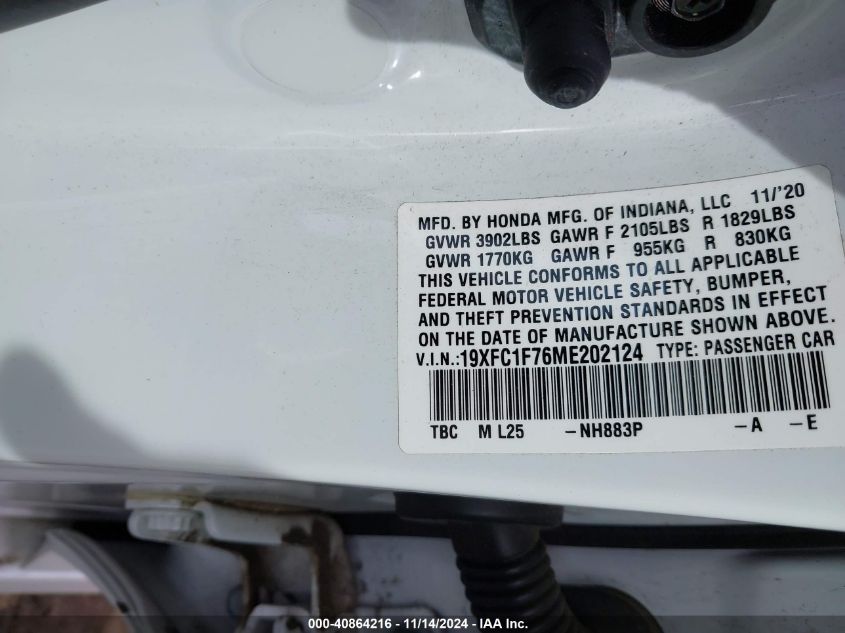 MFD. BY HONDA MFG. OF INDIANA, LLC 11/'20
GVWR 3902LBS GAWR F 2105LBS R 1829LBS
GVWR 1770KG GAWR F 955KG R 830KG
THIS VEHICLE CONFORMS TO ALL APPLICABLE
FEDERAL MOTOR VEHICLE SAFETY, BUMPER,
AND THEFT PREVENTION STANDARDS IN EFFECT
ON THE DATE OF MANUFACTURE SHOWN ABOVE.
V.I.N.:19XFC1F76ME202124 TYPE: PASSENGER CAR
TBC M L25 –NH883P –A –E
000-40864216 - 11/14/2024 - IAA Inc.